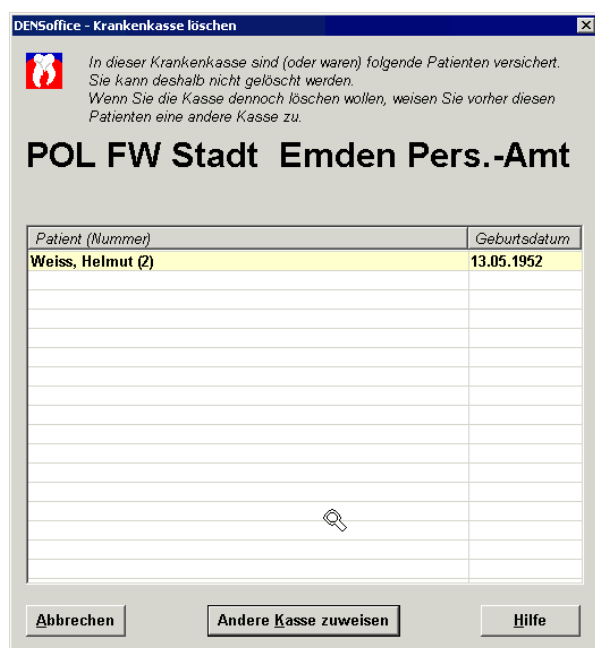 DENSoffice - Krankenkasse löschen
In dieser Krankenkasse sind (oder waren) folgende Patienten versichert.
Sie kann deshalb nicht gelöscht werden.
Wenn Sie die Kasse dennoch löschen wollen, weisen Sie vorher diesen
Patienten eine andere Kasse zu.
POL FW Stadt Emden Pers.-Amt
Patient (Nummer) Geburtsdatum
Weiss, Helmut (2) 13.05.1952
Abbrechen Andere Kasse zuweisen Hilfe